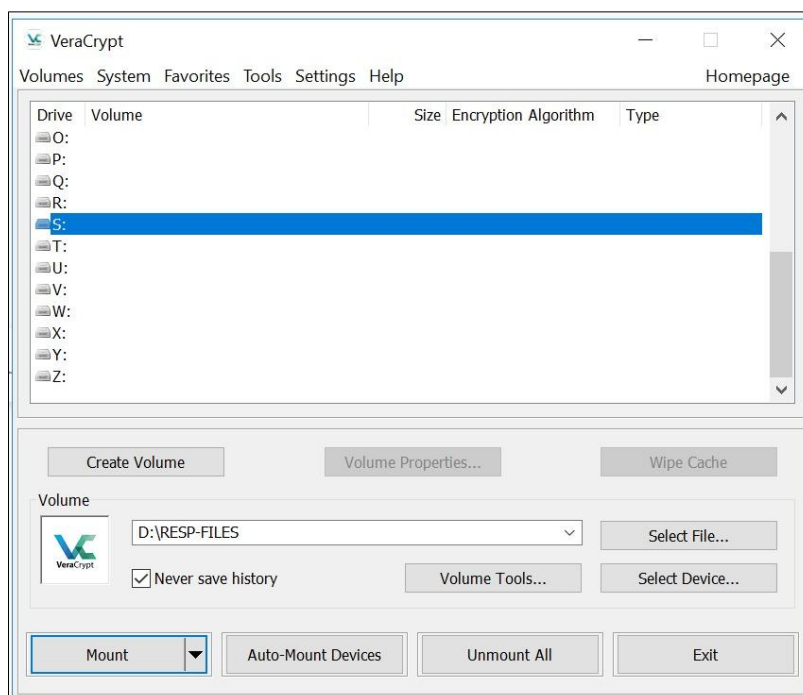 VeraCrypt
Volumes System Favorites Tools Settings Help Homepage
Drive Volume Size Encryption Algorithm Type
O:
P:
Q:
R:
S:
T:
U:
V:
W:
X:
Y:
Z:
Create Volume Volume Properties... Wipe Cache
Volume
D:\RESP-FILES Select File...
VeraCrypt
Never save history Volume Tools... Select Device...
Mount Auto-Mount Devices Unmount All Exit